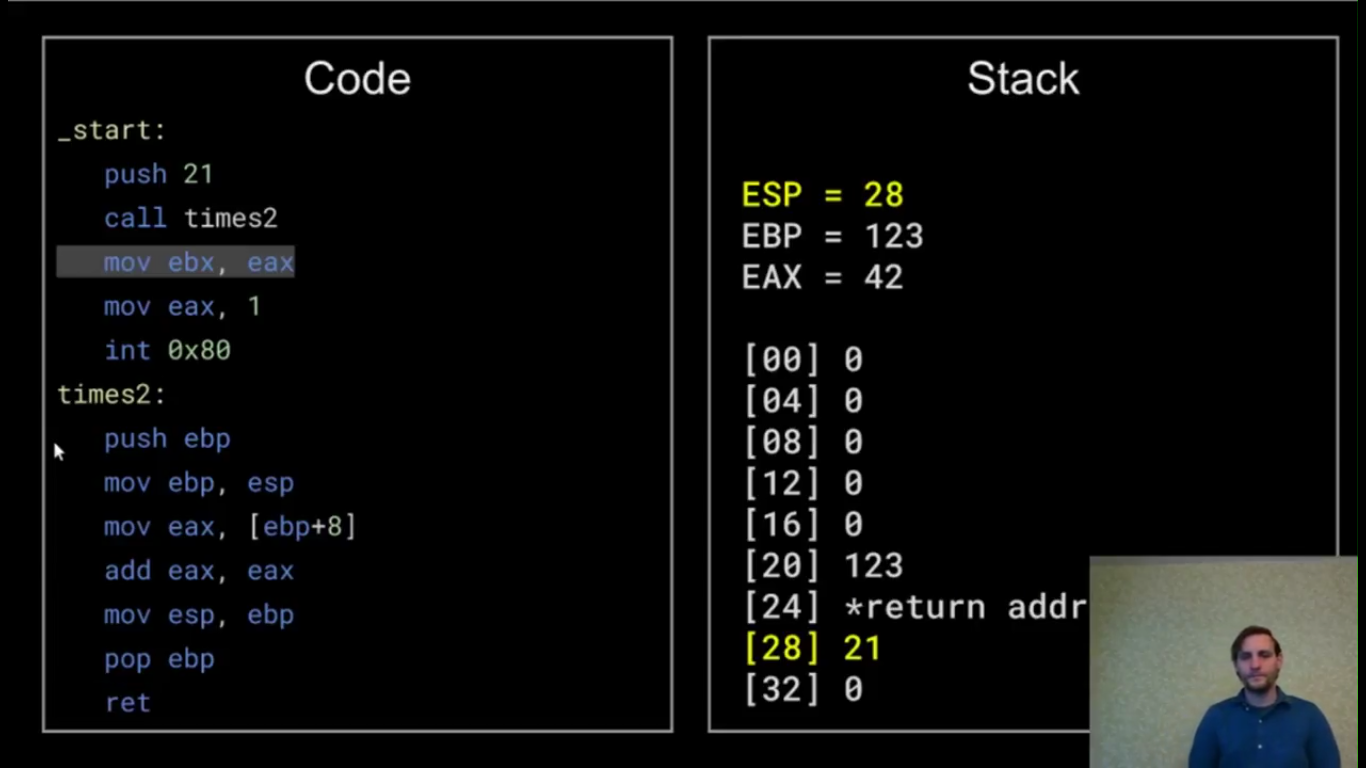 Code
_start:
push 21
call times2
mov ebx, eax
mov eax, 1
int 0x80
times2:
push ebp
mov ebp, esp
mov eax, [ebp+8]
add eax, eax
mov esp, ebp
pop ebp
ret
Stack
ESP = 28
EBP = 123
EAX = 42
[00] 0
[04] 0
[08] 0
[12] 0
[16] 0
[20] 123
[24] *return addr
[28] 21
[32] 0